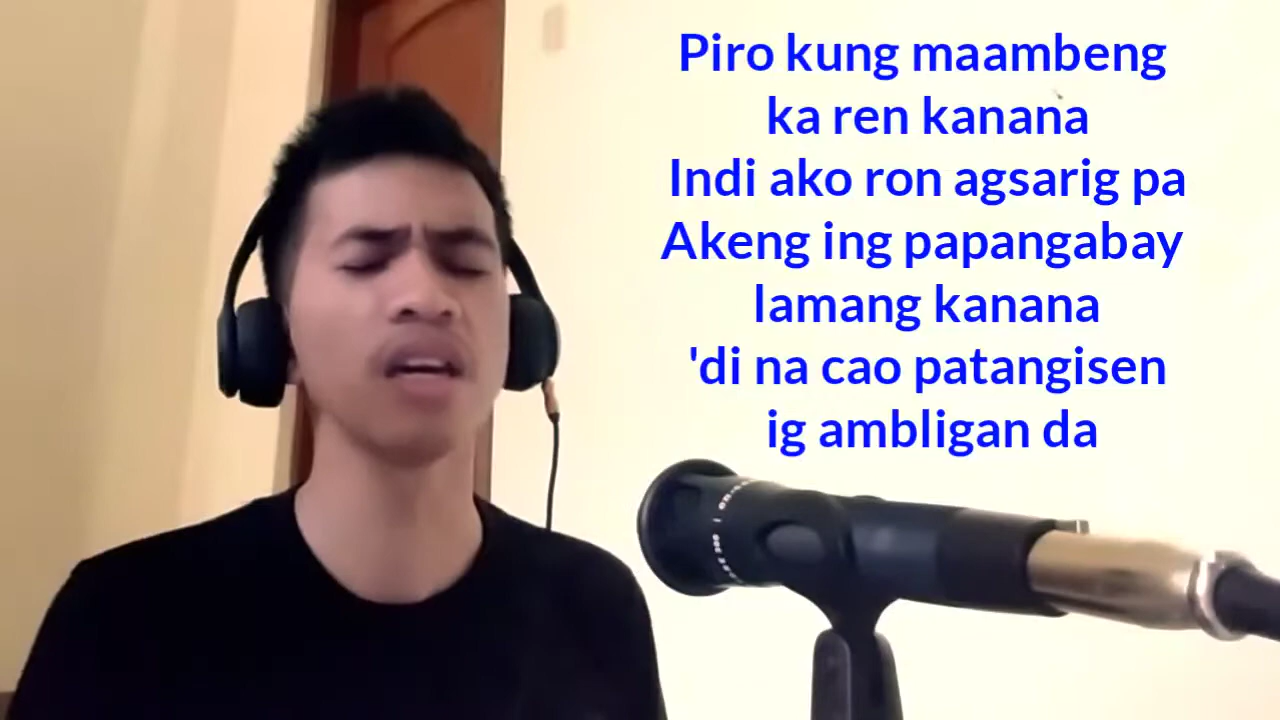 Piro kung maambeng
ka ren kanana
Indi ako ron agsarig pa
Akeng ing papangabay
lamang kanana
'di na cao patangisen
ig ambligan da